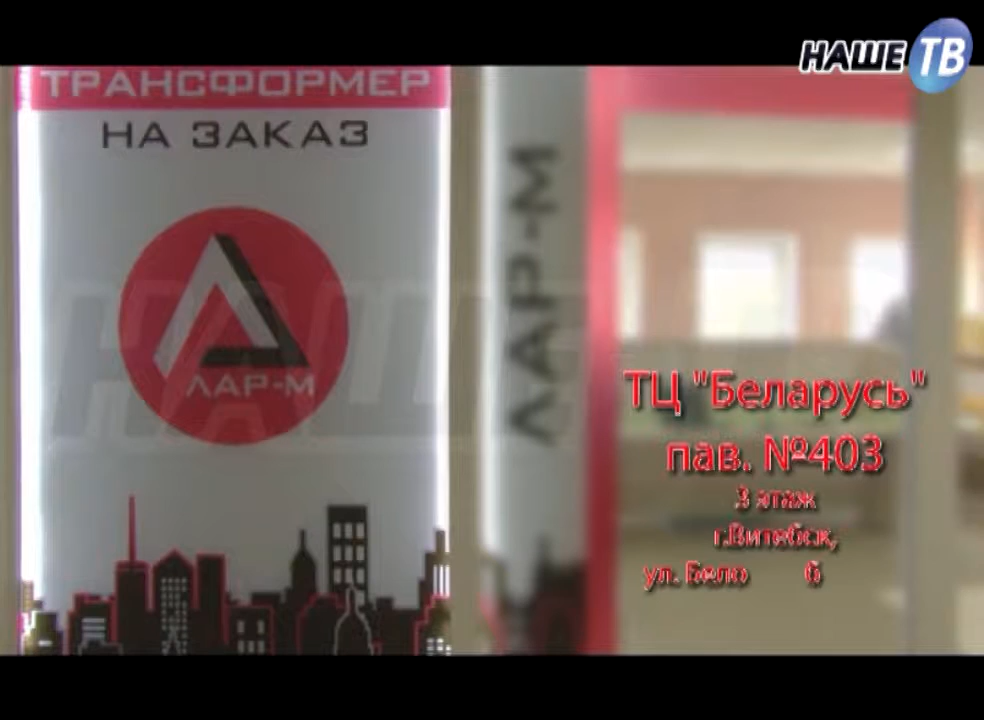 НАШЕ ТВ
ТРАНСФОРМЕР
НА ЗАКАЗ
ЛАР-М
ЛАР-М
ТЦ "Беларусь"
пав. №403
3 этаж
г.Витебск,
ул. Бело 6